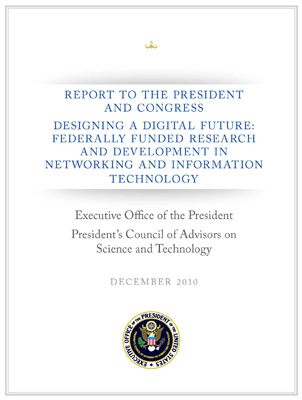 REPORT TO THE PRESIDENT
AND CONGRESS
DESIGNING A DIGITAL FUTURE:
FEDERALLY FUNDED RESEARCH
AND DEVELOPMENT IN
NETWORKING AND INFORMATION
TECHNOLOGY
Executive Office of the President
President's Council of Advisors on
Science and Technology
DECEMBER 2010
EXECUTIVE OFFICE OF THE PRESIDENT OF THE UNITED STATES